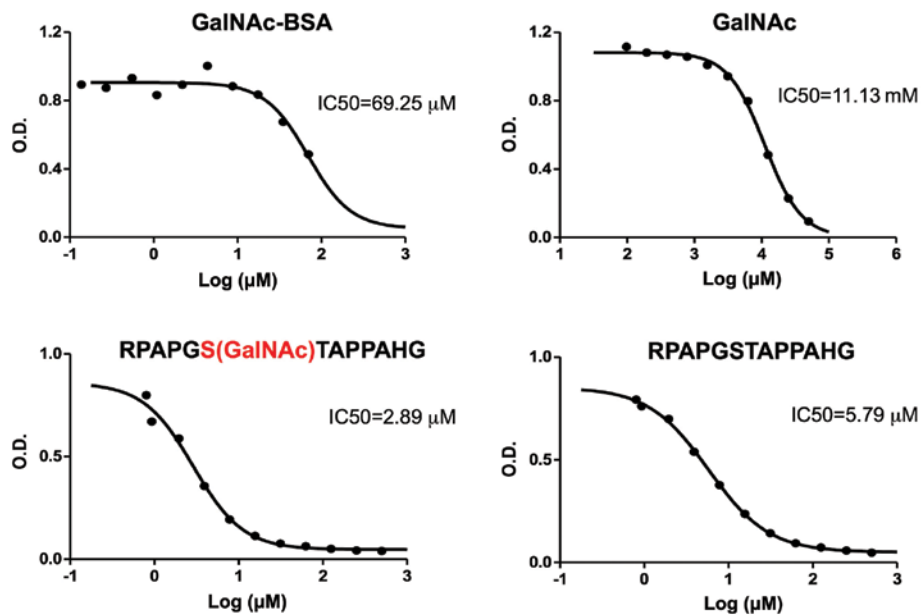 GalNAc-BSA
1.2
0.8
0.4
0.0
O.D.
IC50=69.25 µM
-1 0 1 2 3
Log (µM)
GalNAc
1.2
0.8
0.4
0.0
O.D.
IC50=11.13 mM
1 2 3 4 5 6
Log (µM)
RPAPGS(GalNAc)TAPPAHG
1.0
0.5
0.0
O.D.
IC50=2.89 µM
-1 0 1 2 3
Log (µM)
RPAPGSTAPPAHG
1.0
0.5
0.0
O.D.
IC50=5.79 µM
-1 0 1 2 3
Log (µM)